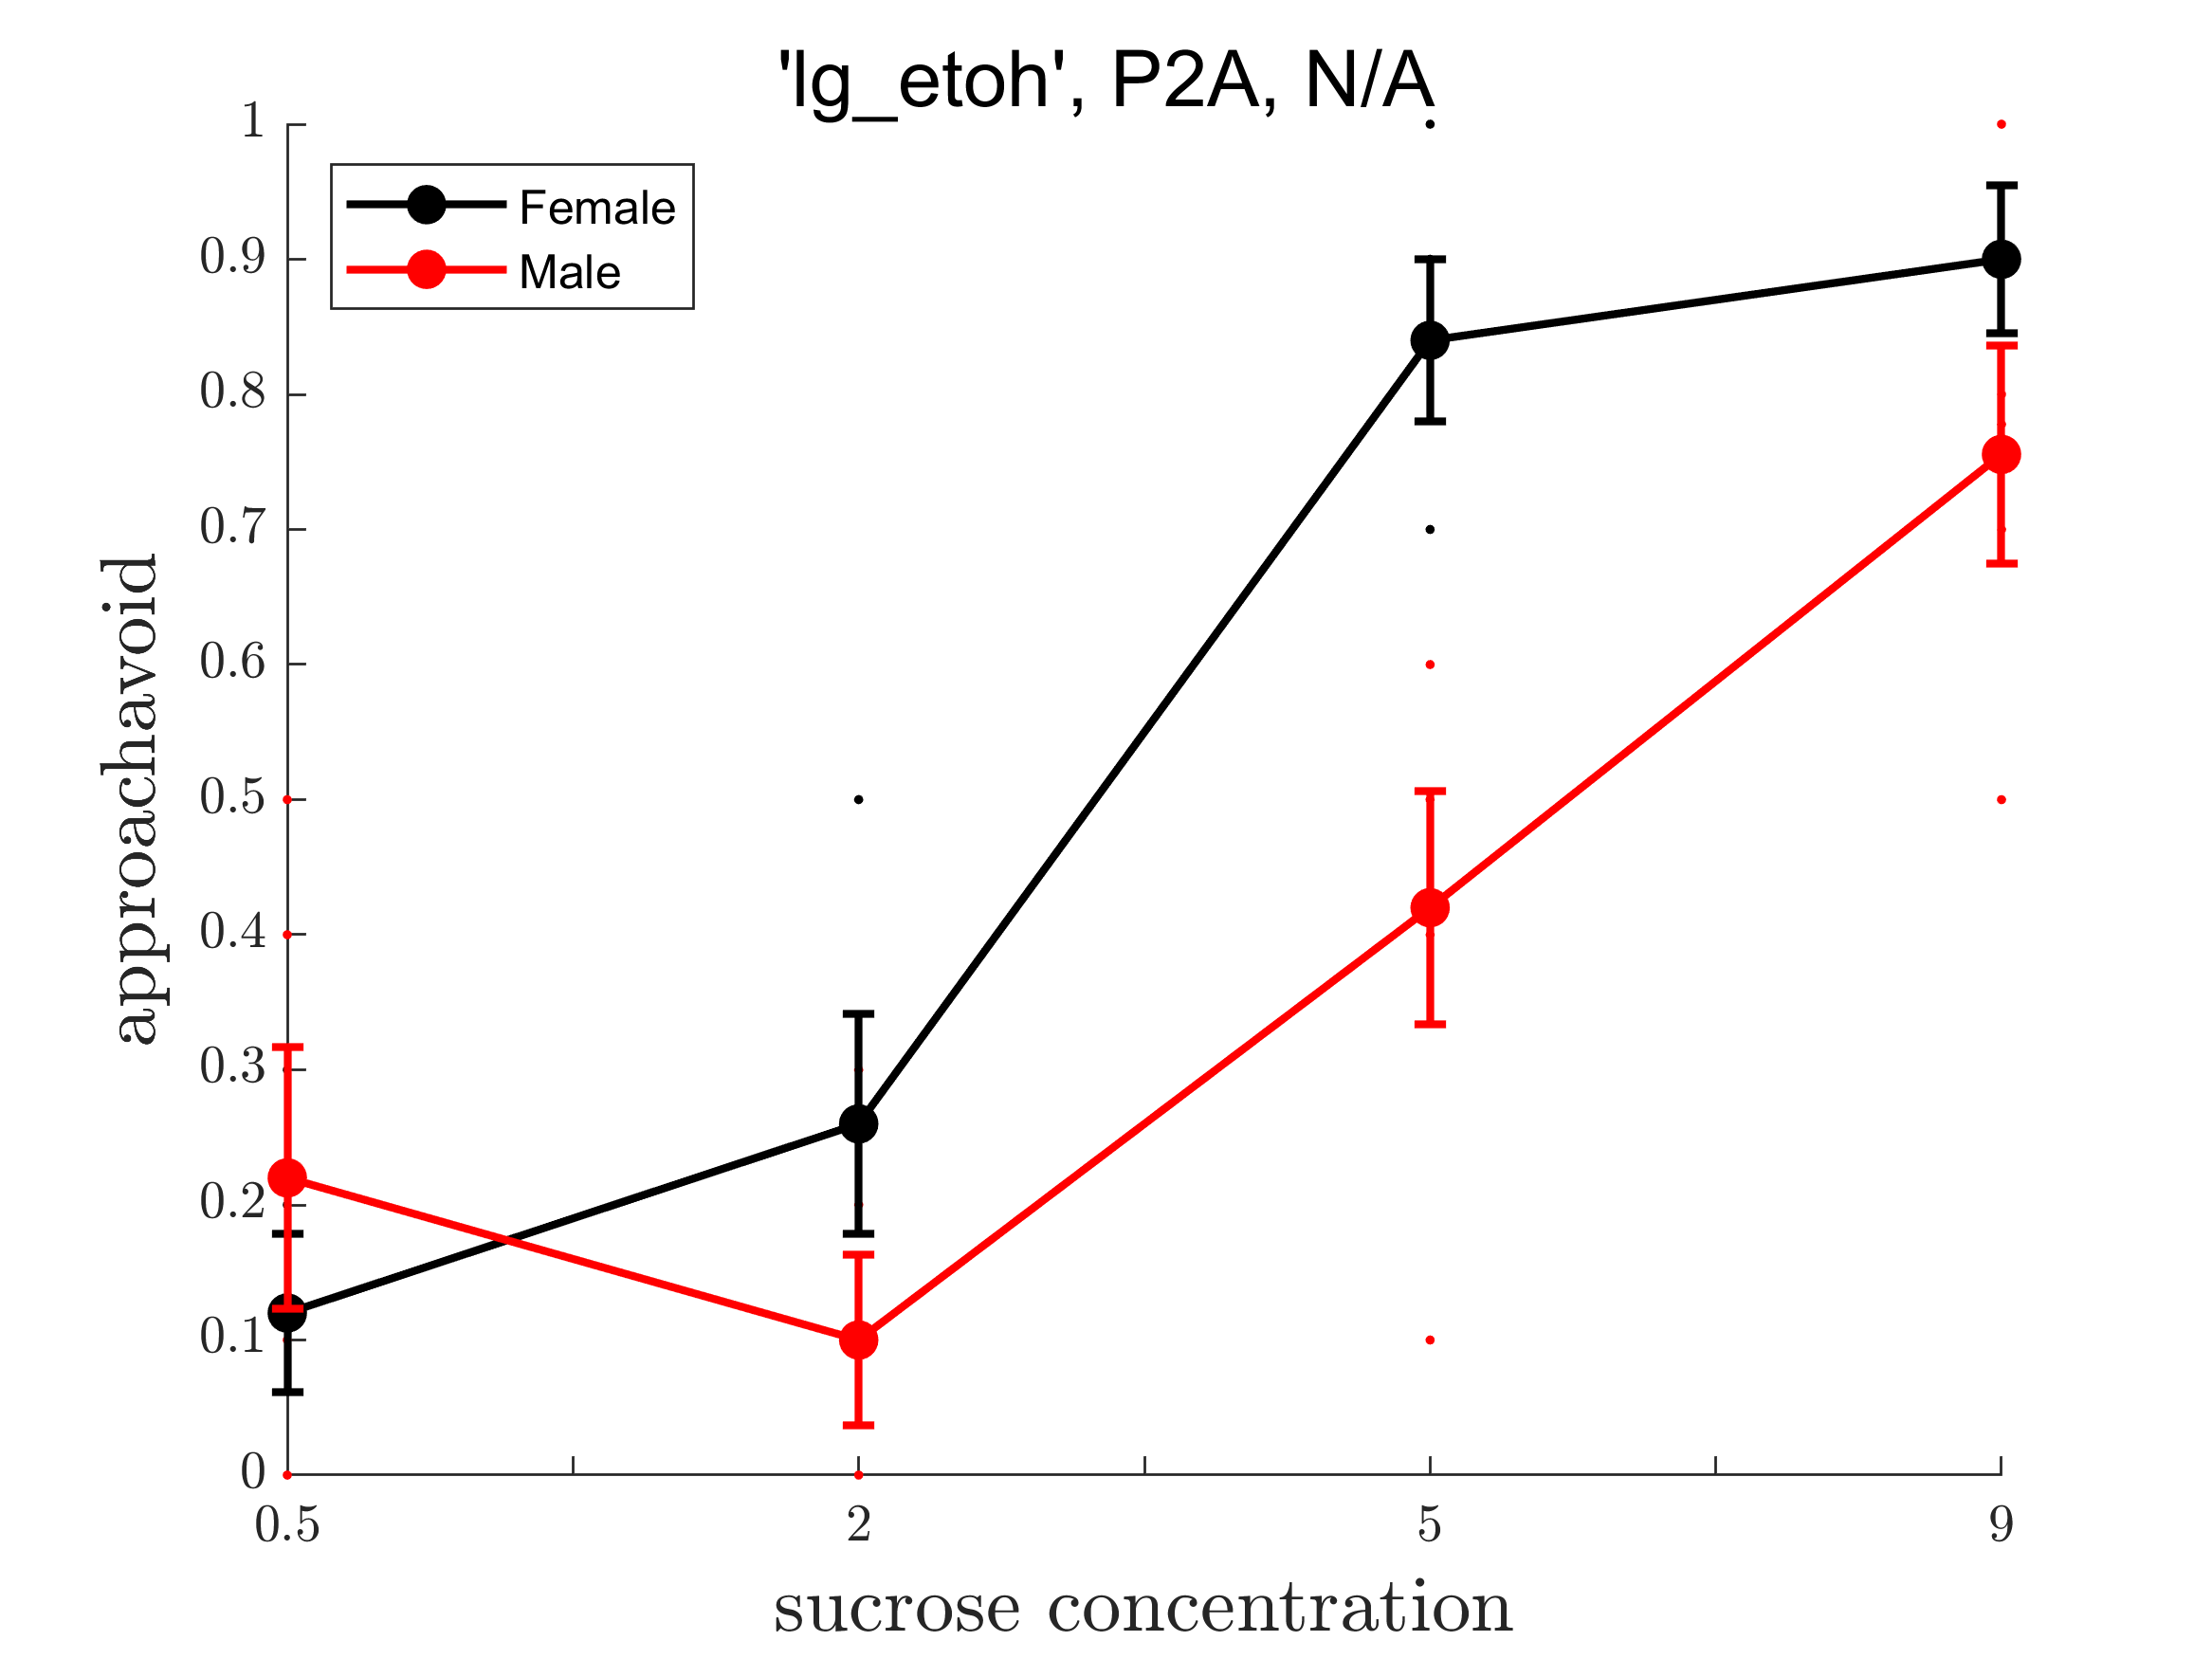 'lg_etoh', P2A, N/A
Female
Male
1
0.9
0.8
0.7
0.6
0.5
0.4
0.3
0.2
0.1
0
approachavoid
0.5 2 5 9
sucrose concentration